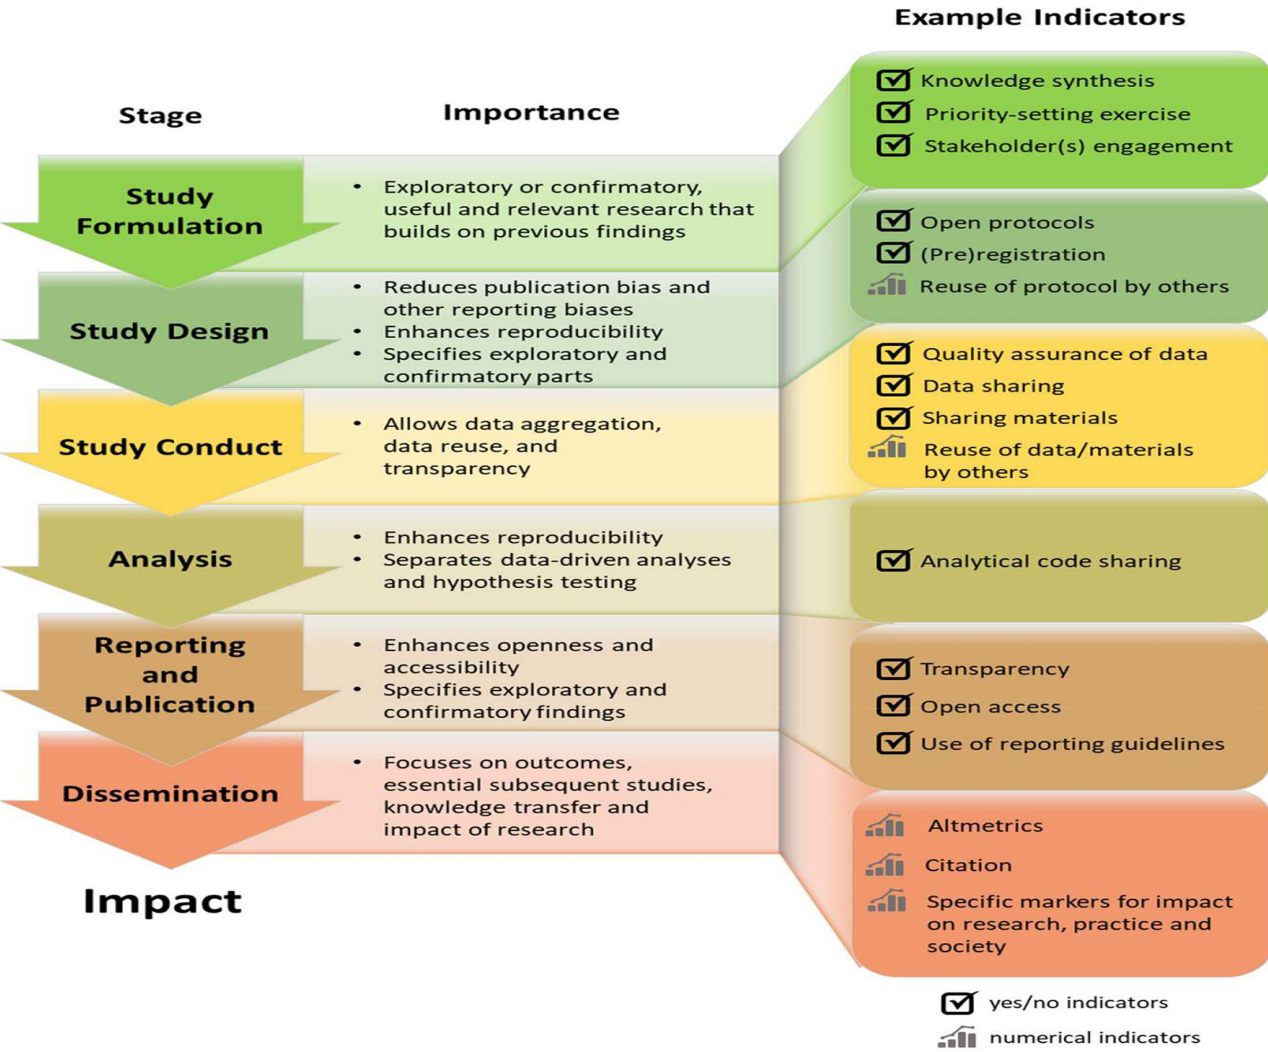 Example Indicators
Stage
Importance
Study
Formulation
• Exploratory or confirmatory,
useful and relevant research that
builds on previous findings
Knowledge synthesis
Priority-setting exercise
Stakeholder(s) engagement
Study Design
• Reduces publication bias and
other reporting biases
• Enhances reproducibility
• Specifies exploratory and
confirmatory parts
Open protocols
(Pre)registration
Reuse of protocol by others
Study Conduct
• Allows data aggregation,
data reuse, and
transparency
Quality assurance of data
Data sharing
Sharing materials
Reuse of data/materials
by others
Analysis
• Enhances reproducibility
• Separates data-driven analyses
and hypothesis testing
Analytical code sharing
Reporting
and
Publication
• Enhances openness and
accessibility
• Specifies exploratory and
confirmatory findings
Transparency
Open access
Use of reporting guidelines
Dissemination
• Focuses on outcomes,
essential subsequent studies,
knowledge transfer and
impact of research
Altmetrics
Citation
Specific markers for impact
on research, practice and
society
Impact
yes/no indicators
numerical indicators